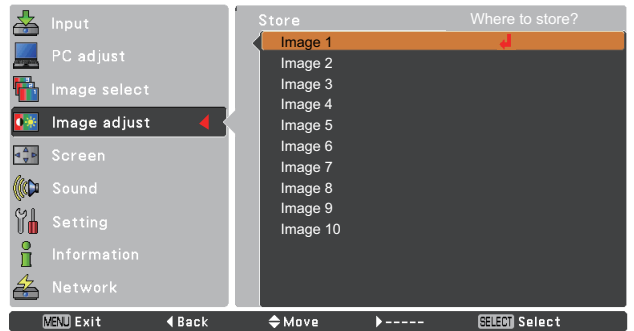 Input
PC adjust
Image select
Image adjust
Screen
Sound
Setting
Information
Network
Store Where to store?
Image 1
Image 2
Image 3
Image 4
Image 5
Image 6
Image 7
Image 8
Image 9
Image 10
MENU Exit Back Move ----- SELECT Select